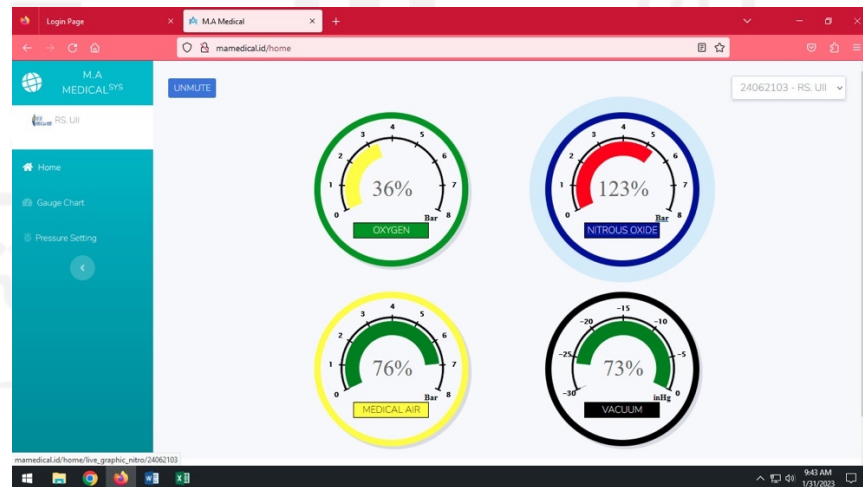 Login Page
M.A Medical
mamedical.id/home
M.A
MEDICAL SYS
RS. UII
Home
Gauge Chart
Pressure Setting
UNMUTE
24062103 - RS. UII
0 1 2 3 4 5 6 7 8
36%
Bar
OXYGEN
0 1 2 3 4 5 6 7 8
123%
Bar
NITROUS OXIDE
0 1 2 3 4 5 6 7 8
76%
Bar
MEDICAL AIR
-30 -25 -20 -15 -10 -5 0
73%
inHg
VACUUM
mamedical.id/home/live_graphic_nitro/24062103
9:43 AM
1/31/2023